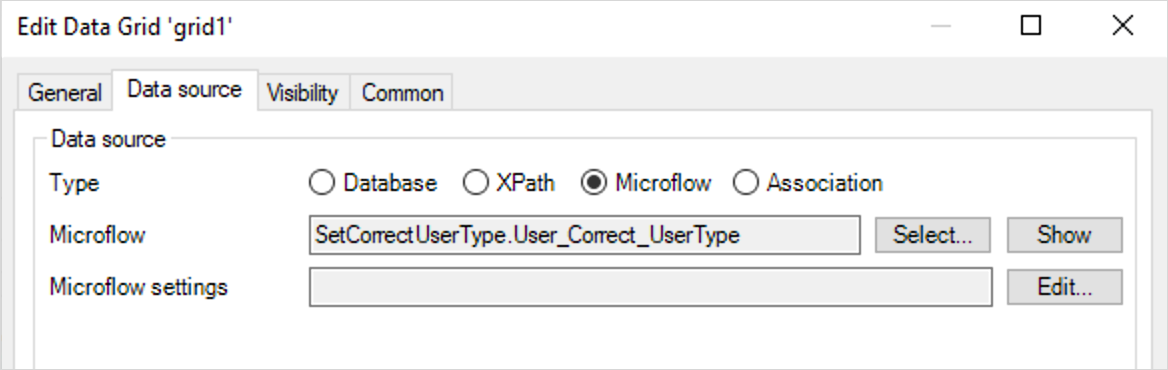 Edit Data Grid 'grid1'
General Data source Visibility Common
Data source
Type Database XPath Microflow Association
Microflow SetCorrectUserType.User_Correct_UserType Select... Show
Microflow settings Edit...